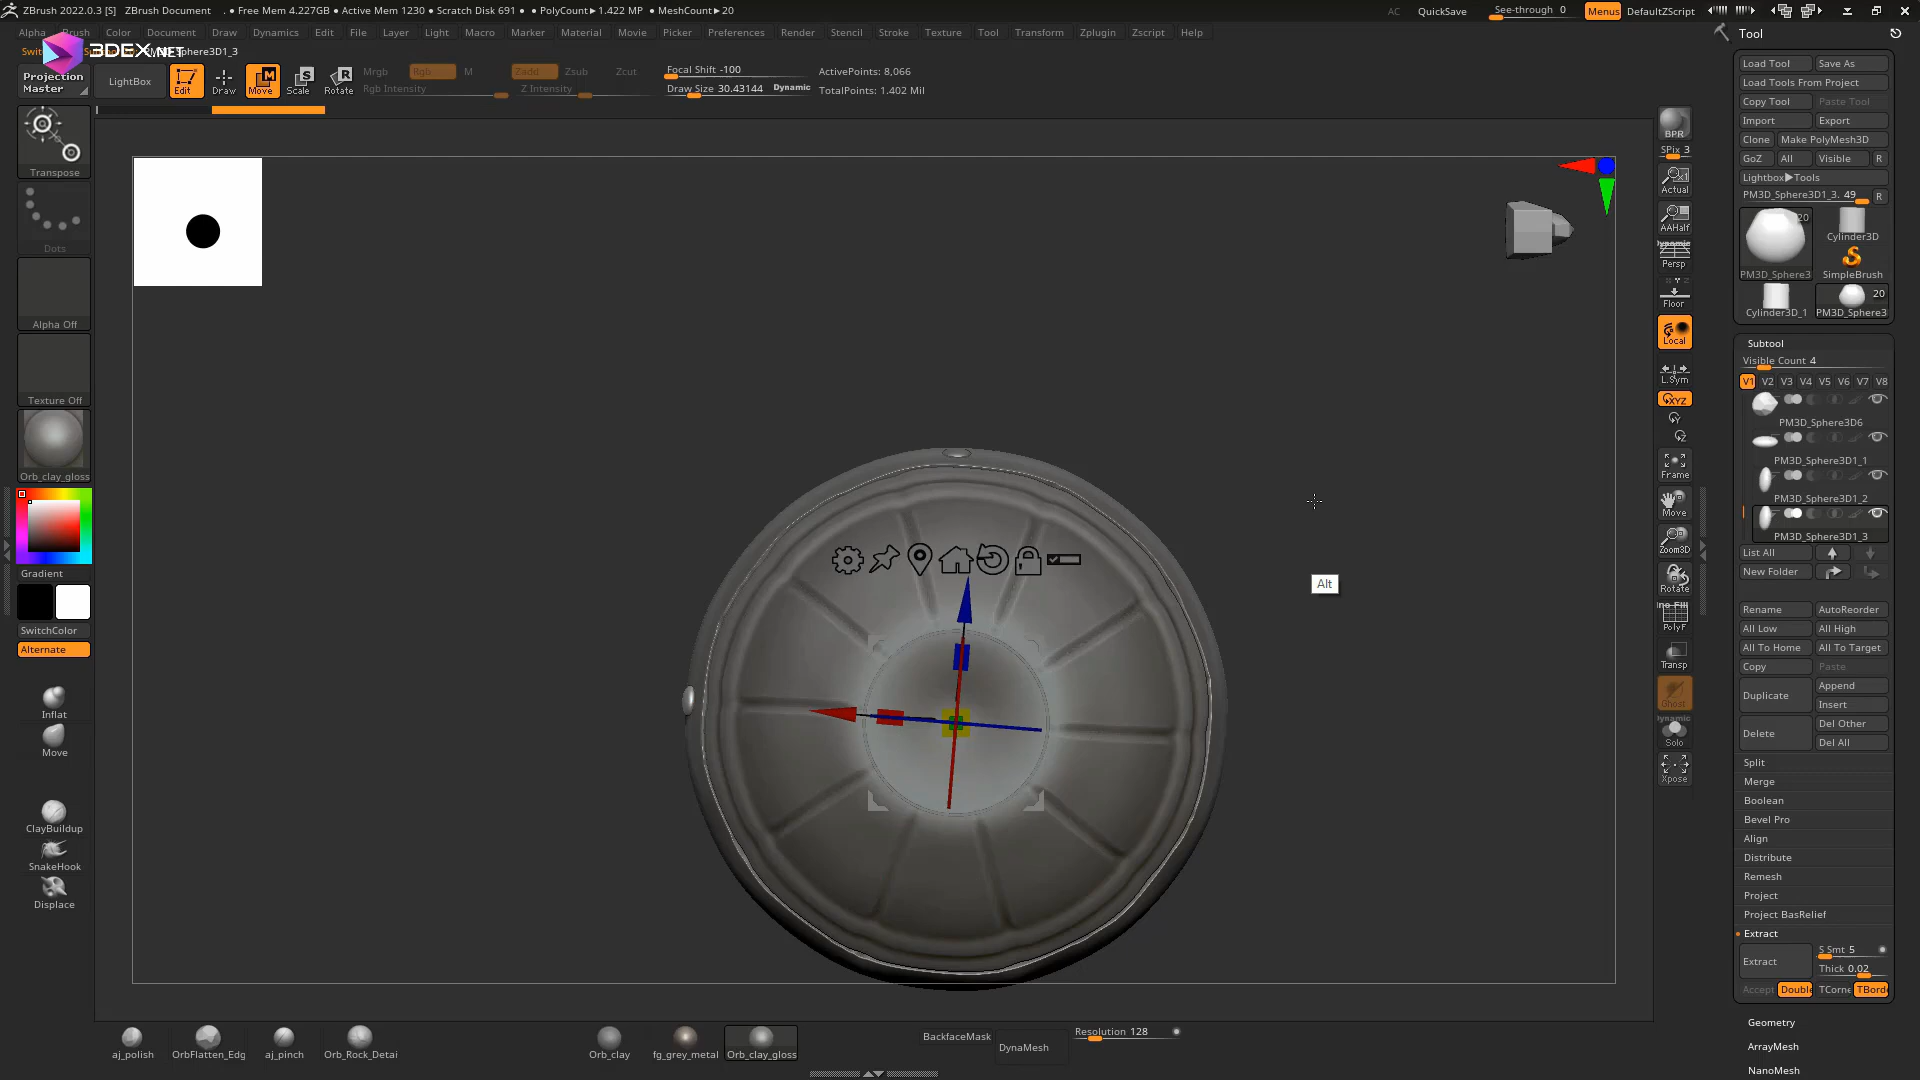 ZBrush 2022.0.3 [S] ZBrush Document . • Free Mem 4.227GB • Active Mem 1230 • Scratch Disk 691 • • PolyCount► 1.422 MP • MeshCount►20 AC QuickSave See-through 0 Menus DefaultZScript
Alpha Brush Color Document Draw Dynamics Edit File Layer Light Macro Marker Material Movie Picker Preferences Render Stencil Stroke Texture Tool Transform Zplugin Zscript Help
3DEX.NET
Projection Master
LightBox
Edit Draw Move Scale Rotate
Mrgb Rgb M Zadd Zsub Zcut
Rgb Intensity Z Intensity
Focal Shift -100
Draw Size 30.43144 Dynamic
ActivePoints: 8,066
TotalPoints: 1.402 Mil
Transpose
Dots
Alpha Off
Texture Off
Orb_clay_gloss
Gradient
SwitchColor
Alternate
Inflat
Move
ClayBuildup
SnakeHook
Displace
Alt
BPR
SPix 3
Actual
AAHalf
Dynamic
Persp
Floor
Local
L.Sym
XYZ
Y
Z
Frame
Move
Zoom3D
Rotate
PolyF
Transp
Ghost
Dynamic
Solo
Xpose
Tool
Load Tool Save As
Load Tools From Project
Copy Tool Paste Tool
Import Export
Clone Make PolyMesh3D
GoZ All Visible R
Lightbox►Tools
PM3D_Sphere3D1_3. 49 R
20
PM3D_Sphere3 Cylinder3D
SimpleBrush
20
Cylinder3D_1 PM3D_Sphere3
Subtool
Visible Count 4
V1 V2 V3 V4 V5 V6 V7 V8
PM3D_Sphere3D6
PM3D_Sphere3D1_1
PM3D_Sphere3D1_2
PM3D_Sphere3D1_3
List All
New Folder
Rename AutoReorder
All Low All High
All To Home All To Target
Copy Paste
Duplicate Append
Insert
Delete Del Other
Del All
Split
Merge
Boolean
Bevel Pro
Align
Distribute
Remesh
Project
Project BasRelief
Extract
Extract S Smt 5
Thick 0.02
Accept Double TCorne TBorde
Geometry
ArrayMesh
NanoMesh
aj_polish OrbFlatten_Edg aj_pinch Orb_Rock_Detai Orb_clay fg_grey_metal Orb_clay_gloss
BackfaceMask DynaMesh Resolution 128